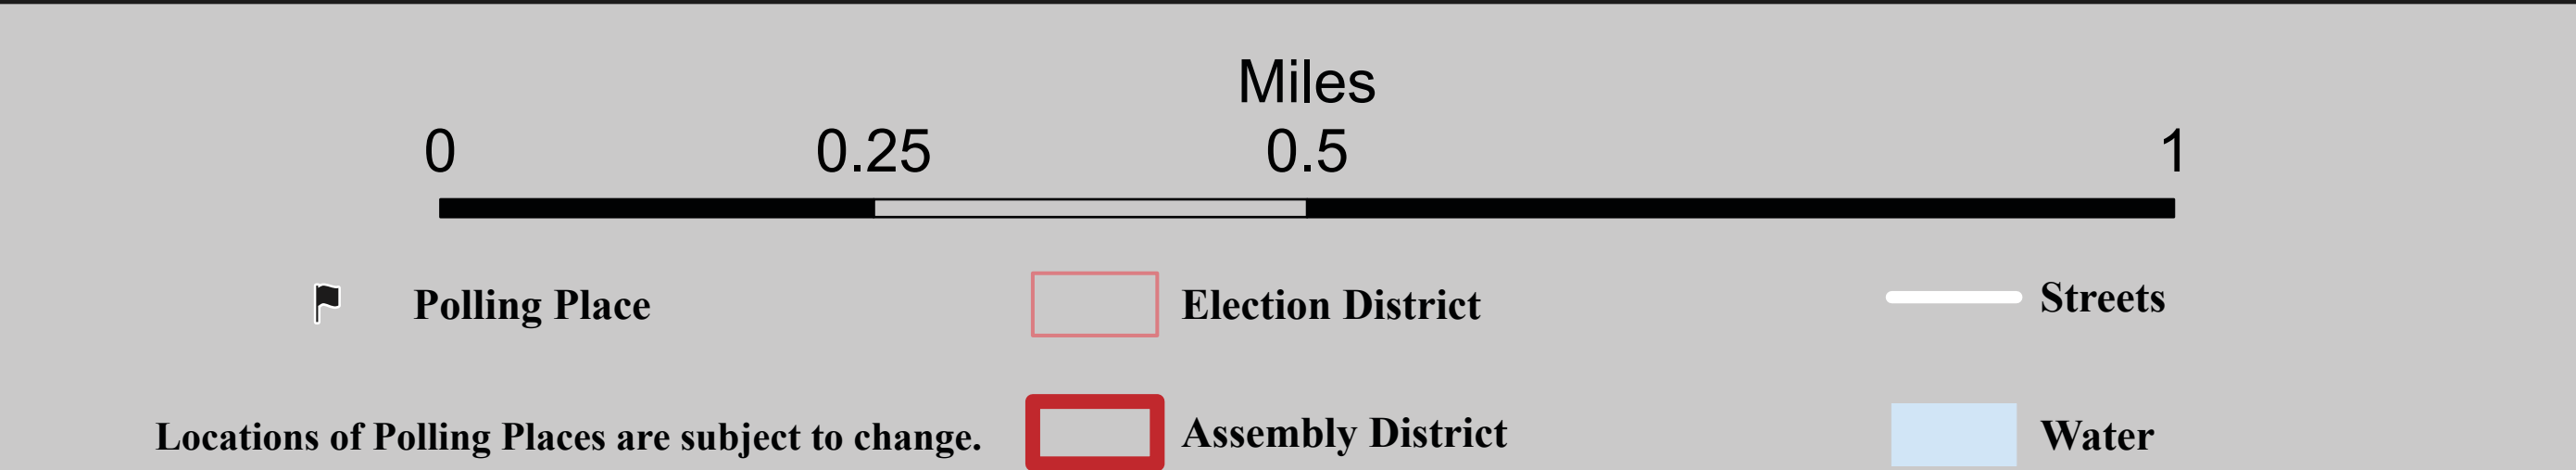 Miles
0 0.25 0.5 1
Polling Place
Election District
Streets
Locations of Polling Places are subject to change.
Assembly District
Water